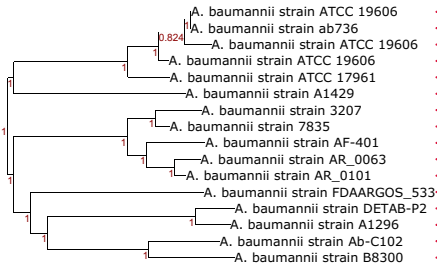 A. baumannii strain ATCC 19606
A. baumannii strain ab736
0.824
A. baumannii strain ATCC 19606
1
A. baumannii strain ATCC 19606
1
A. baumannii strain ATCC 17961
1
A. baumannii strain A1429
A. baumannii strain 3207
1
A. baumannii strain 7835
1
1
A. baumannii strain AF-401
1
A. baumannii strain AR_0063
1
A. baumannii strain AR_0101
1
A. baumannii strain FDAARGOS_533
1
A. baumannii strain DETAB-P2
1
A. baumannii strain A1296
1
A. baumannii strain Ab-C102
1
A. baumannii strain B8300